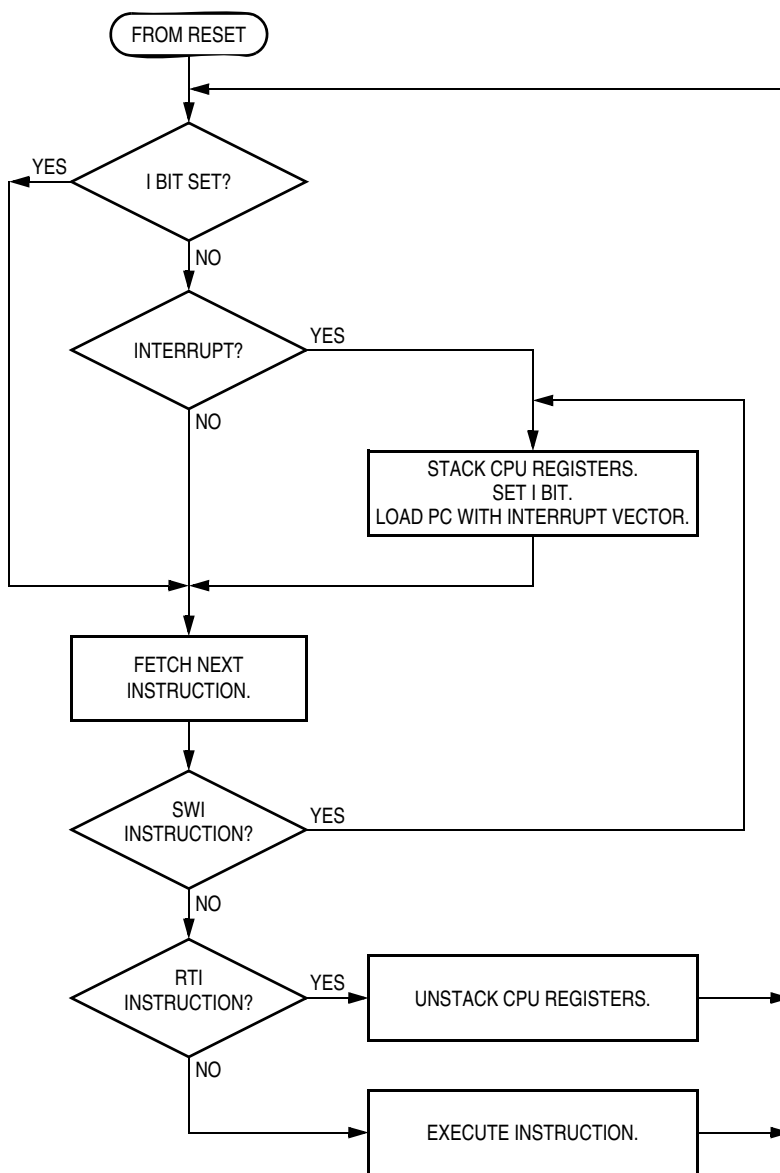 FROM RESET
YES
I BIT SET?
NO
INTERRUPT?
YES
NO
STACK CPU REGISTERS.
SET I BIT.
LOAD PC WITH INTERRUPT VECTOR.
FETCH NEXT
INSTRUCTION.
SWI
INSTRUCTION?
YES
NO
RTI
INSTRUCTION?
YES
UNSTACK CPU REGISTERS.
NO
EXECUTE INSTRUCTION.